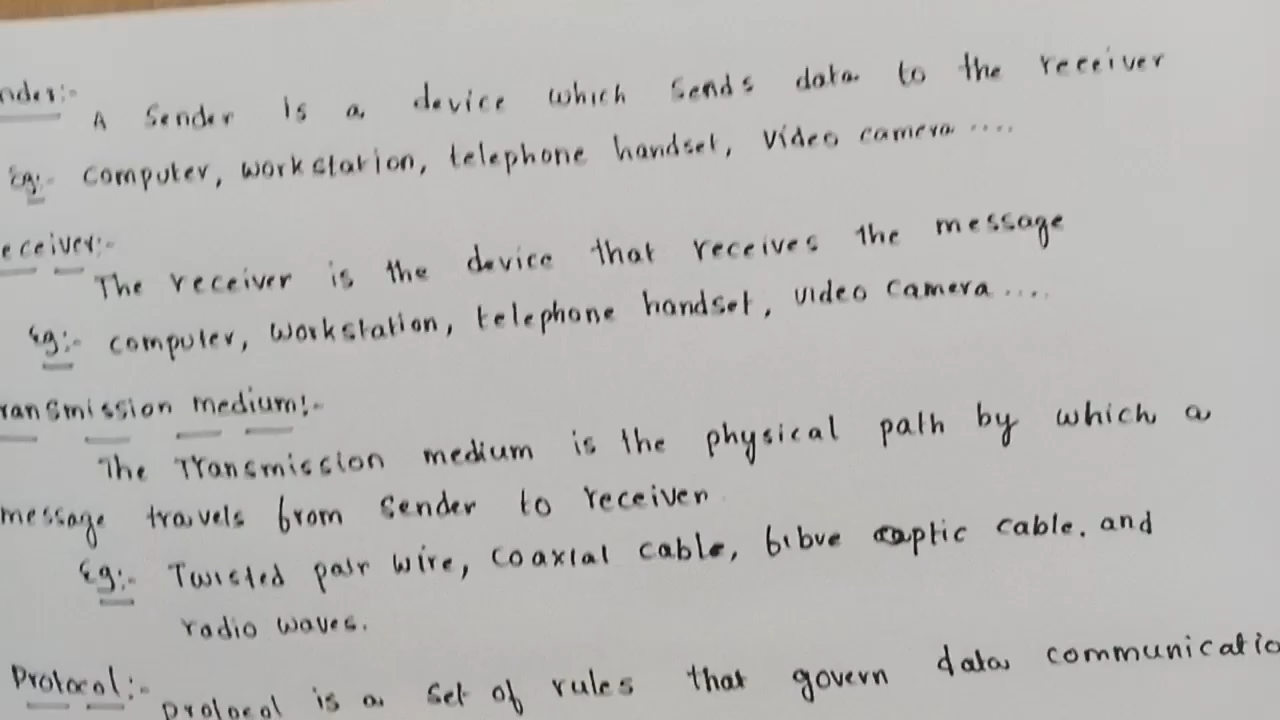 nder:-
A Sender is a device which sends data to the receiver
Eg:- computer, workstation, telephone handset, video camera ....
eceiver:-
The receiver is the device that receives the message
Eg:- computer, workstation, telephone handset, video camera ....
ransmission medium:-
The Transmission medium is the physical path by which a
message travels from sender to receiver
Eg:- Twisted pair wire, coaxial cable, fibve optic cable. and
radio waves.
Protocol:-
protocol is a set of rules that govern data communicatio